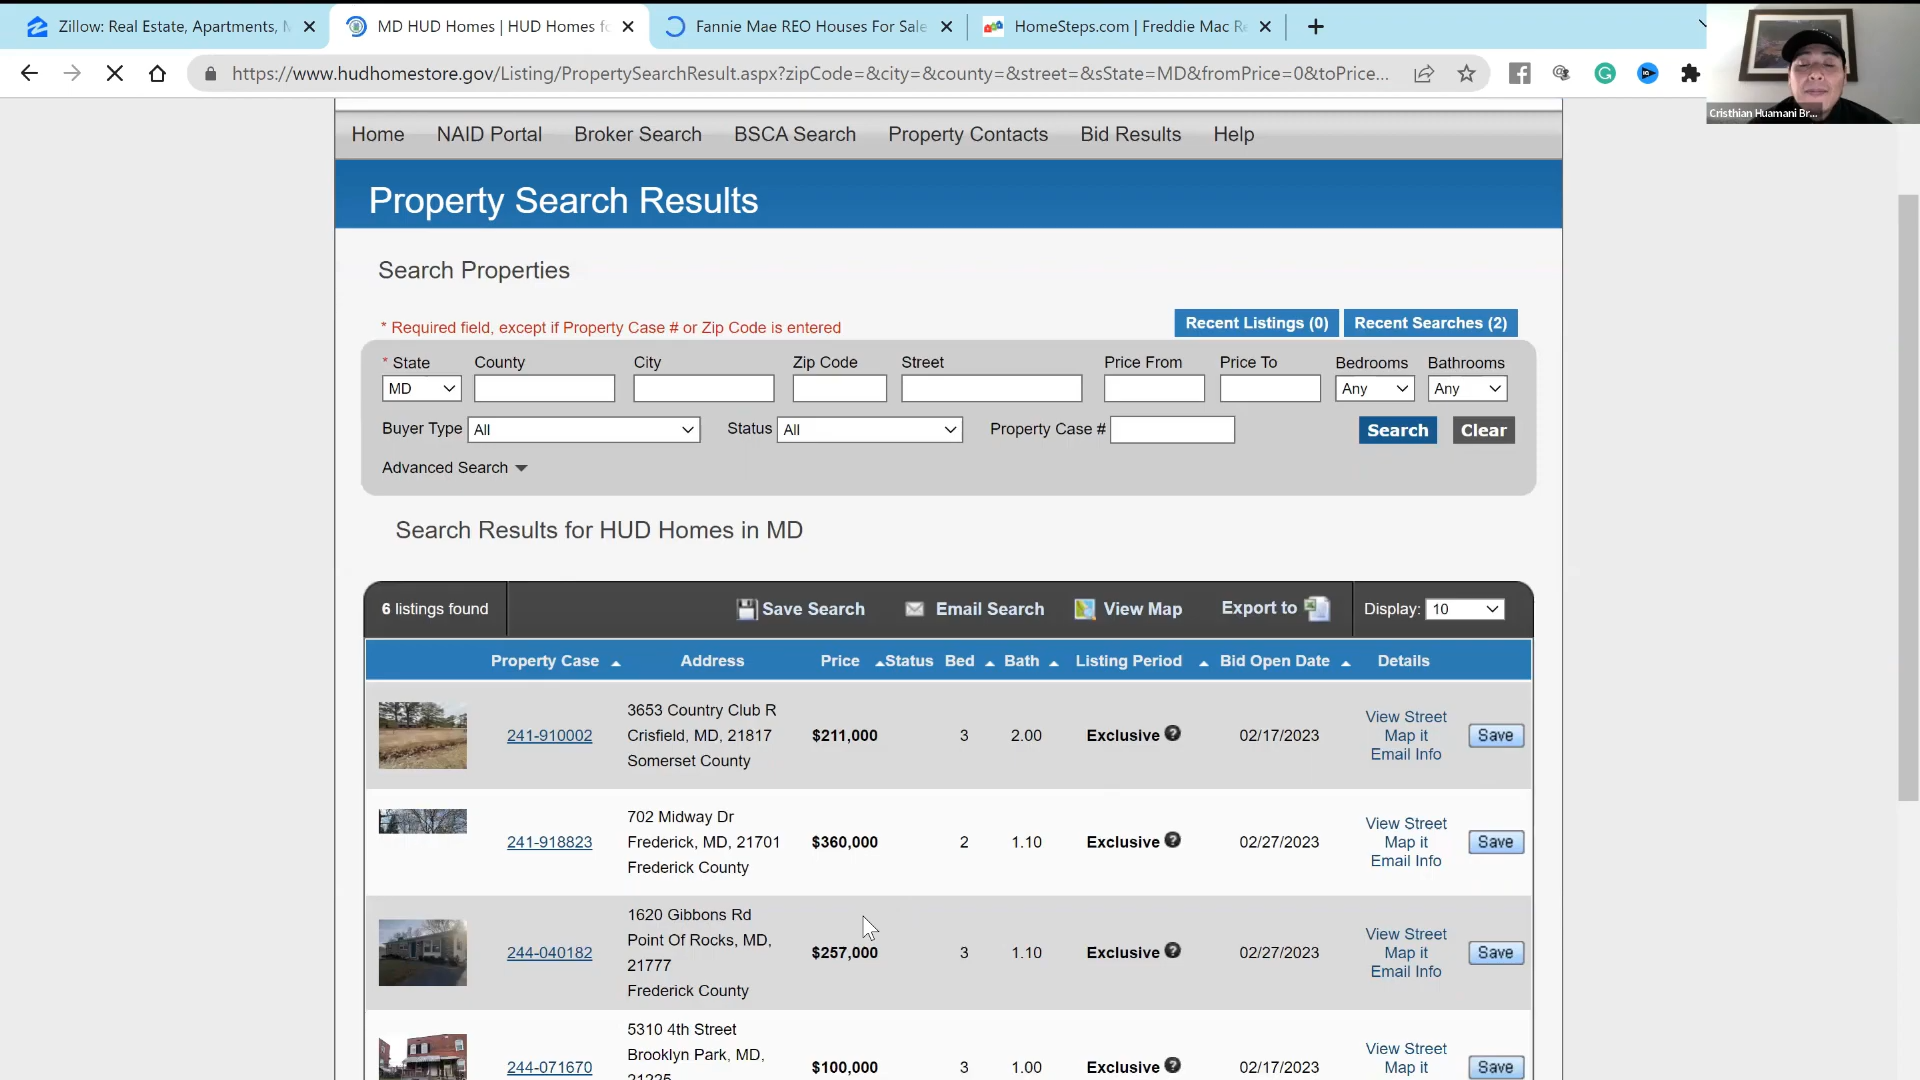 Zillow: Real Estate, Apartments, M
MD HUD Homes | HUD Homes fo
Fannie Mae REO Houses For Sale
HomeSteps.com | Freddie Mac Re
https://www.hudhomestore.gov/Listing/PropertySearchResult.aspx?zipCode=&city=&county=&street=&sState=MD&fromPrice=0&toPrice...
Cristhian Huamani Br...
Home NAID Portal Broker Search BSCA Search Property Contacts Bid Results Help
Property Search Results
Search Properties
* Required field, except if Property Case # or Zip Code is entered
Recent Listings (0) Recent Searches (2)
* State County City Zip Code Street Price From Price To Bedrooms Bathrooms
MD Any Any
Buyer Type All Status All Property Case # Search Clear
Advanced Search
Search Results for HUD Homes in MD
6 listings found Save Search Email Search View Map Export to Display: 10
Property Case Address Price Status Bed Bath Listing Period Bid Open Date Details
3653 Country Club R
Crisfield, MD, 21817
Somerset County
241-910002 $211,000 3 2.00 Exclusive ? 02/17/2023
View Street
Map it
Email Info
Save
702 Midway Dr
Frederick, MD, 21701
Frederick County
241-918823 $360,000 2 1.10 Exclusive ? 02/27/2023
View Street
Map it
Email Info
Save
1620 Gibbons Rd
Point Of Rocks, MD,
21777
Frederick County
244-040182 $257,000 3 1.10 Exclusive ? 02/27/2023
View Street
Map it
Email Info
Save
5310 4th Street
Brooklyn Park, MD,
21225
244-071670 $100,000 3 1.00 Exclusive ? 02/17/2023
View Street
Map it
Save